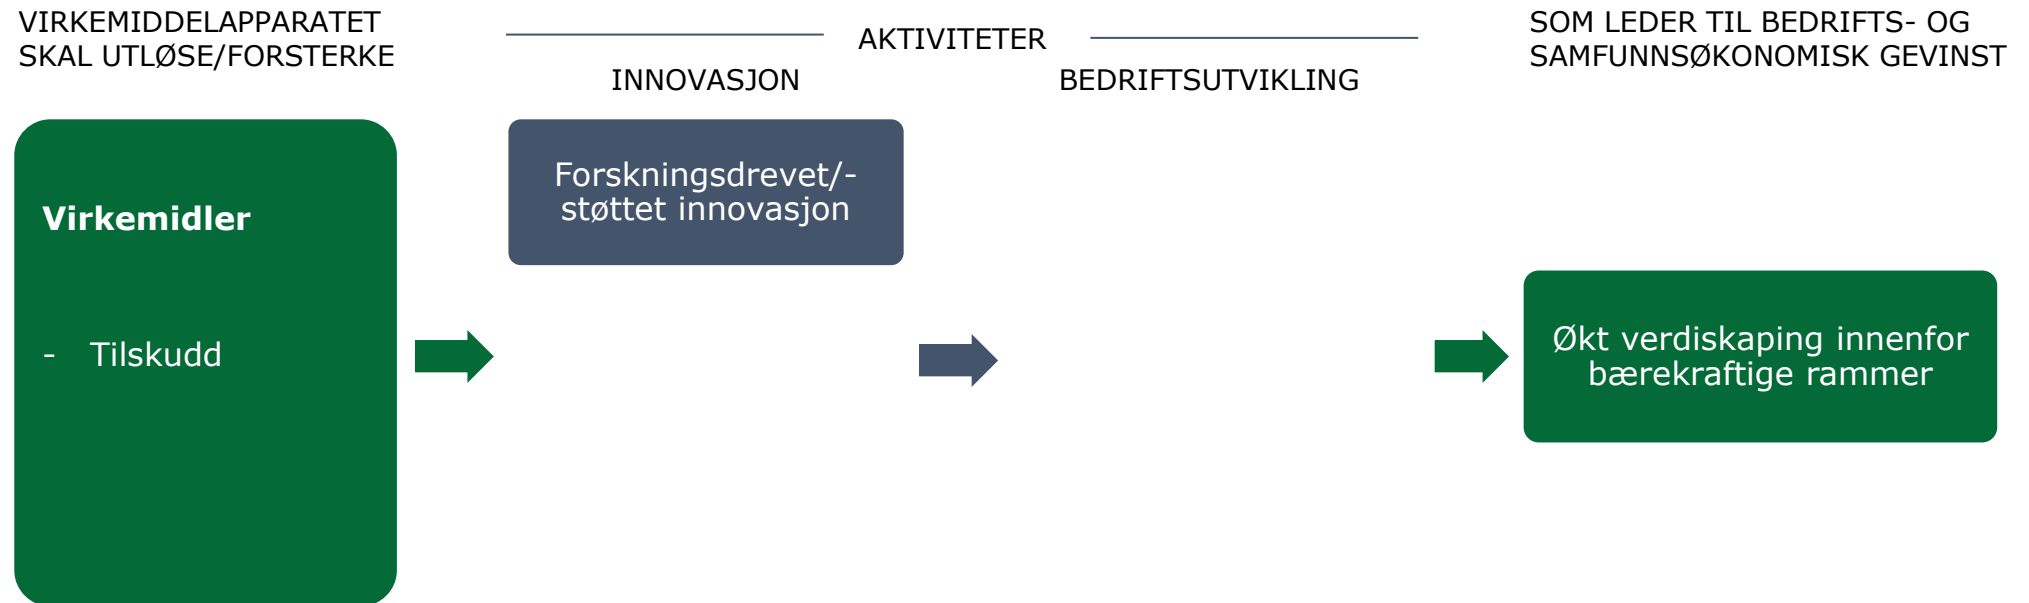 VIRKEMIDDELAPPARATET
SKAL UTLØSE/FORSTERKE
AKTIVITETER
INNOVASJON
BEDRIFTSUTVIKLING
SOM LEDER TIL BEDRIFTS- OG
SAMFUNNSØKONOMISK GEVINST
Virkemidler
- Tilskudd
Forskningsdrevet/-
støttet innovasjon
Økt verdiskaping innenfor
bærekraftige rammer